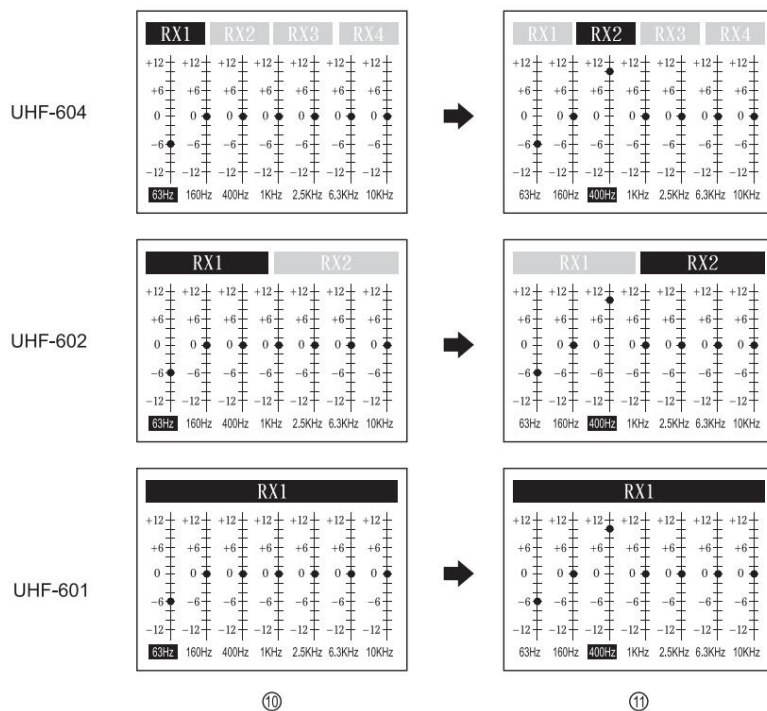 RX1 RX2 RX3 RX4 RX1 RX2 RX3 RX4
+12 +12 +12 +12 +12 +12 +12 +12 +12 +12 +12 +12 +12 +12
+6 +6 +6 +6 +6 +6 +6 +6 +6 +6 +6 +6 +6 +6
UHF-604 0 0 0 0 0 0 0 0 0 0 0 0 0 0
-6 -6 -6 -6 -6 -6 -6 -6 -6 -6 -6 -6 -6 -6
-12 -12 -12 -12 -12 -12 -12 -12 -12 -12 -12 -12 -12 -12
63Hz 160Hz 400Hz 1KHz 2.5KHz 6.3KHz 10KHz 63Hz 160Hz 400Hz 1KHz 2.5KHz 6.3KHz 10KHz
RX1 RX2 RX1 RX2
+12 +12 +12 +12 +12 +12 +12 +12 +12 +12 +12 +12 +12 +12
+6 +6 +6 +6 +6 +6 +6 +6 +6 +6 +6 +6 +6 +6
UHF-602 0 0 0 0 0 0 0 0 0 0 0 0 0 0
-6 -6 -6 -6 -6 -6 -6 -6 -6 -6 -6 -6 -6 -6
-12 -12 -12 -12 -12 -12 -12 -12 -12 -12 -12 -12 -12 -12
63Hz 160Hz 400Hz 1KHz 2.5KHz 6.3KHz 10KHz 63Hz 160Hz 400Hz 1KHz 2.5KHz 6.3KHz 10KHz
RX1 RX1
+12 +12 +12 +12 +12 +12 +12 +12 +12 +12 +12 +12 +12 +12
+6 +6 +6 +6 +6 +6 +6 +6 +6 +6 +6 +6 +6 +6
UHF-601 0 0 0 0 0 0 0 0 0 0 0 0 0 0
-6 -6 -6 -6 -6 -6 -6 -6 -6 -6 -6 -6 -6 -6
-12 -12 -12 -12 -12 -12 -12 -12 -12 -12 -12 -12 -12 -12
63Hz 160Hz 400Hz 1KHz 2.5KHz 6.3KHz 10KHz 63Hz 160Hz 400Hz 1KHz 2.5KHz 6.3KHz 10KHz
⑩ ⑪